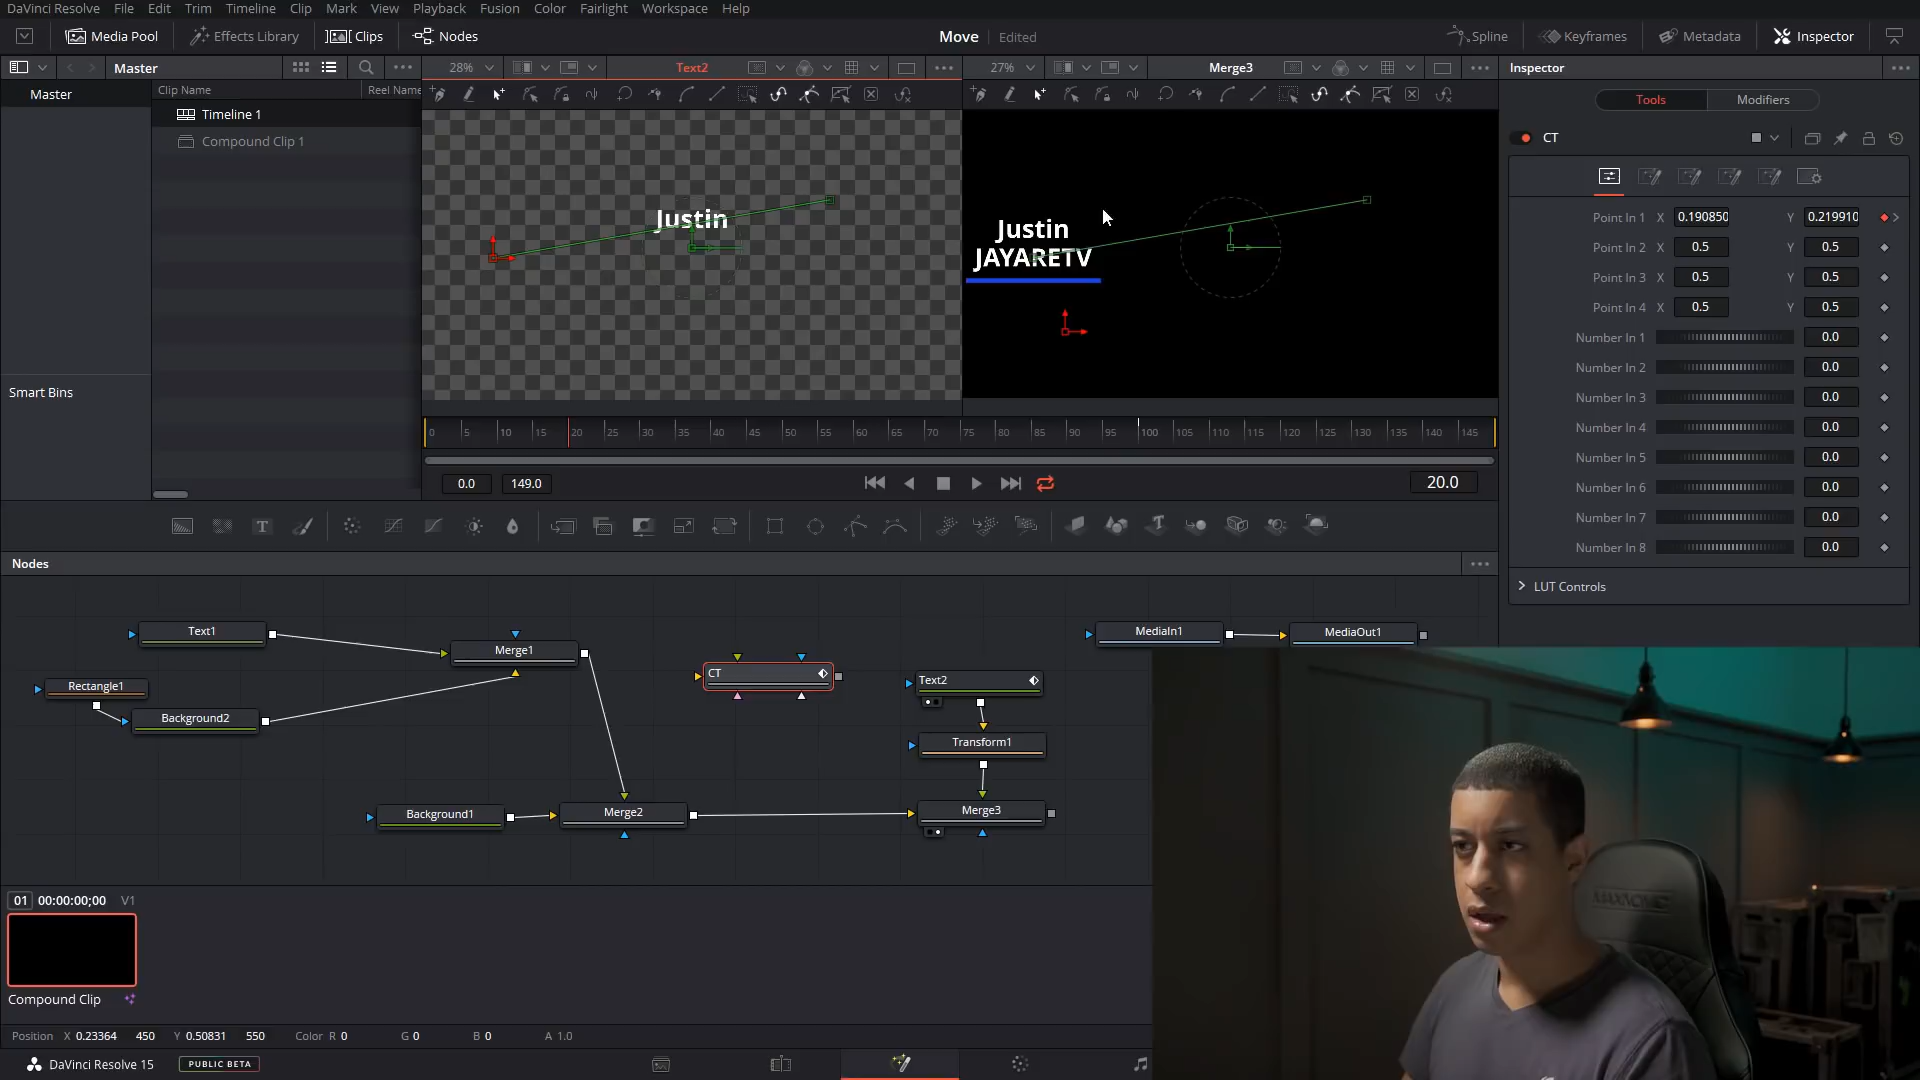 DaVinci Resolve File Edit Trim Timeline Clip Mark View Playback Fusion Color Fairlight Workspace Help
Media Pool Effects Library Clips Nodes Move Edited Spline Keyframes Metadata Inspector
Master 28% Text2 27% Merge3 Inspector
Master Clip Name Reel Name
Timeline 1
Compound Clip 1
Smart Bins
Justin
Justin
JAYARETV
0 5 10 15 20 25 30 35 40 45 50 55 60 65 70 75 80 85 90 95 100 105 110 115 120 125 130 135 140 145
0.0 149.0 20.0
Tools Modifiers
CT
Point In 1 X 0.190850 Y 0.219910
Point In 2 X 0.5 Y 0.5
Point In 3 X 0.5 Y 0.5
Point In 4 X 0.5 Y 0.5
Number In 1 0.0
Number In 2 0.0
Number In 3 0.0
Number In 4 0.0
Number In 5 0.0
Number In 6 0.0
Number In 7 0.0
Number In 8 0.0
LUT Controls
Nodes
Text1
Merge1
Rectangle1
Background2
CT
Text2
MediaIn1
MediaOut1
Transform1
Background1
Merge2
Merge3
01 00:00:00;00 V1
Compound Clip
Position X 0.23364 450 Y 0.50831 550 Color R 0 G 0 B 0 A 1.0
DaVinci Resolve 15 PUBLIC BETA
MAXNOMIC